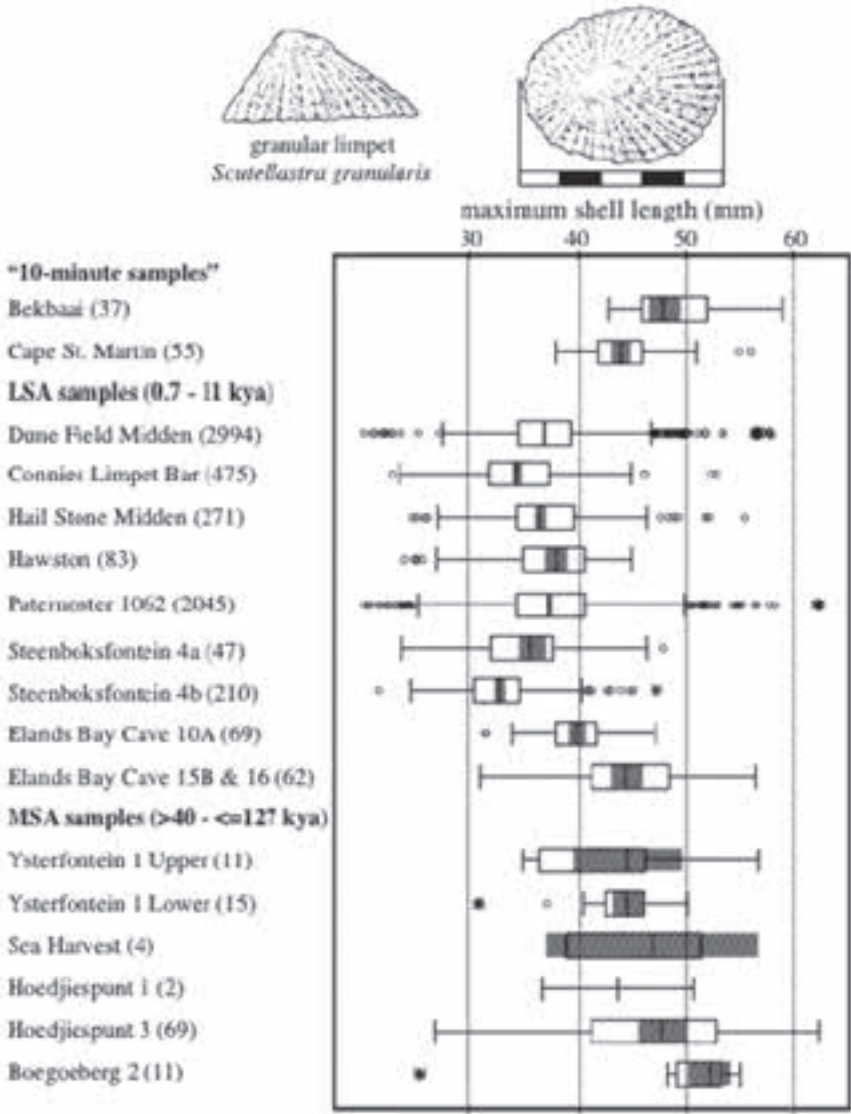 granular limpet
Scutellastra granularis
maximum shell length (mm)
30 40 50 60
"10-minute samples"
Bekbaai (37)
Cape St. Martin (55)
LSA samples (0.7 - 11 kya)
Dune Field Midden (2994)
Connies Limpet Bar (475)
Hail Stone Midden (271)
Hawston (83)
Paternoster 1062 (2045)
Steenboksfontein 4a (47)
Steenboksfontein 4b (210)
Elands Bay Cave 10A (69)
Elands Bay Cave 15B & 16 (62)
MSA samples (>40 - <=127 kya)
Ysterfontein 1 Upper (11)
Ysterfontein 1 Lower (15)
Sea Harvest (4)
Hoedjiespunt 1 (2)
Hoedjiespunt 3 (69)
Boegoeberg 2 (11)